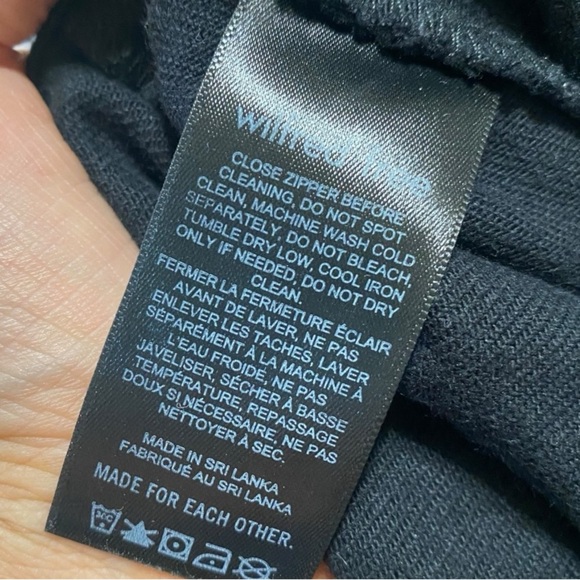 wilfred free
CLOSE ZIPPER BEFORE
CLEANING, DO NOT SPOT
CLEAN, MACHINE WASH COLD
SEPARATELY, DO NOT BLEACH,
TUMBLE DRY LOW, COOL IRON
ONLY IF NEEDED, DO NOT DRY
CLEAN.
FERMER LA FERMETURE ÉCLAIR
AVANT DE LAVER, NE PAS
ENLEVER LES TACHES, LAVER
SÉPARÉMENT À LA MACHINE À
L'EAU FROIDE, NE PAS
JAVELISER, SÉCHER À BASSE
TEMPÉRATURE, REPASSAGE
DOUX SI NÉCESSAIRE, NE PAS
NETTOYER À SEC.
MADE IN SRI LANKA
FABRIQUÉ AU SRI LANKA
MADE FOR EACH OTHER.
30C